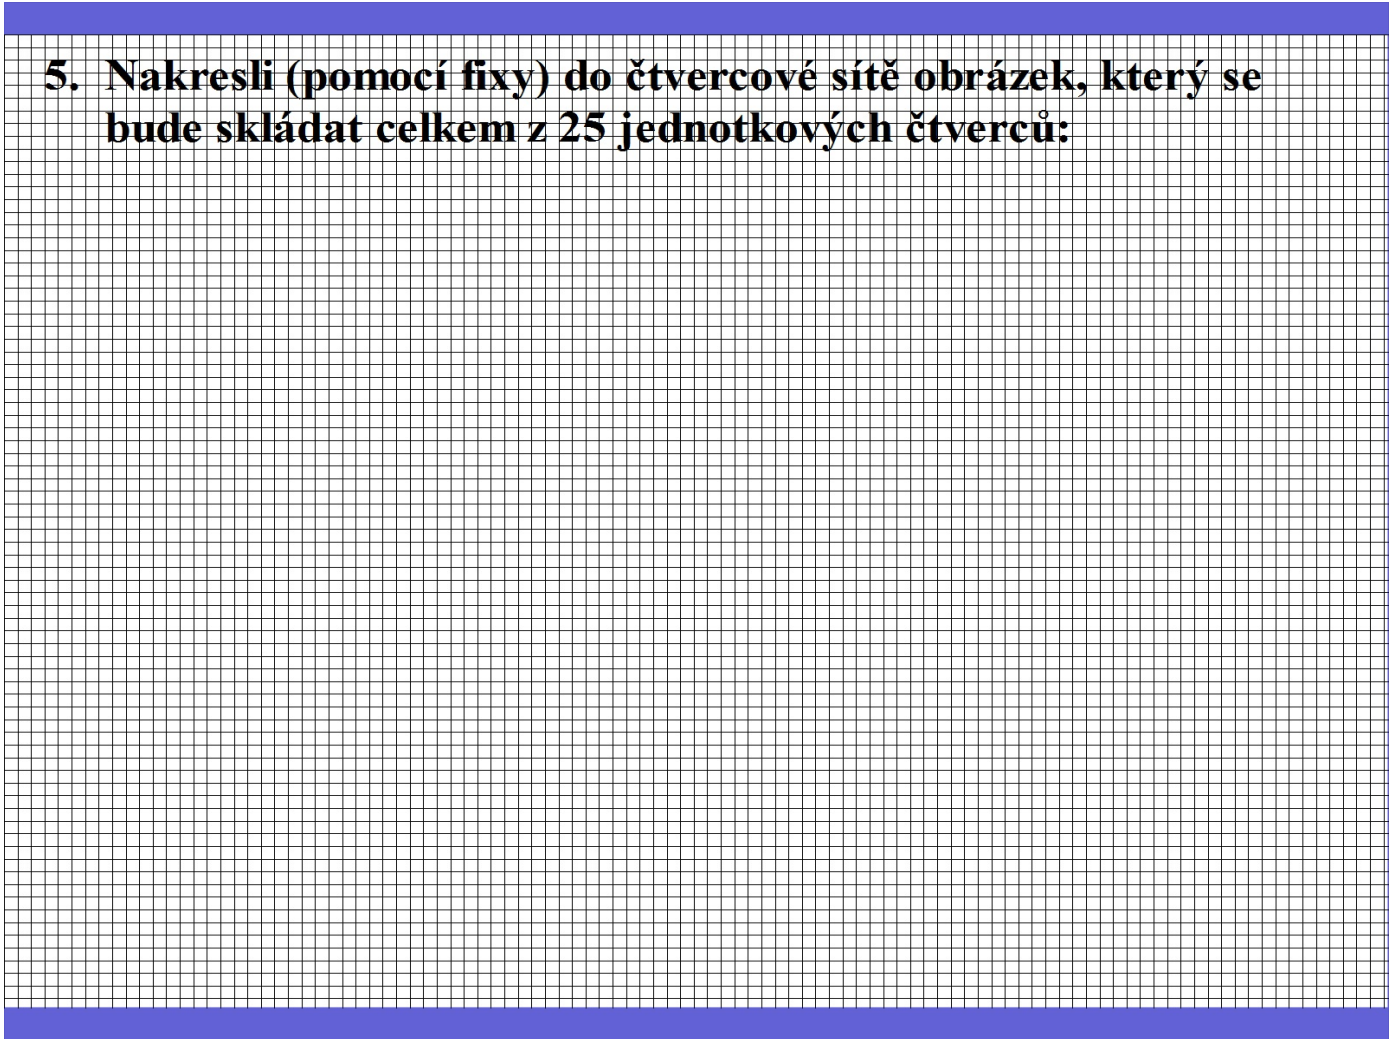 5. Nakresli (pomocí fixy) do čtvercové sítě obrázek, který se
bude skládat celkem z 25 jednotkových čtverců: